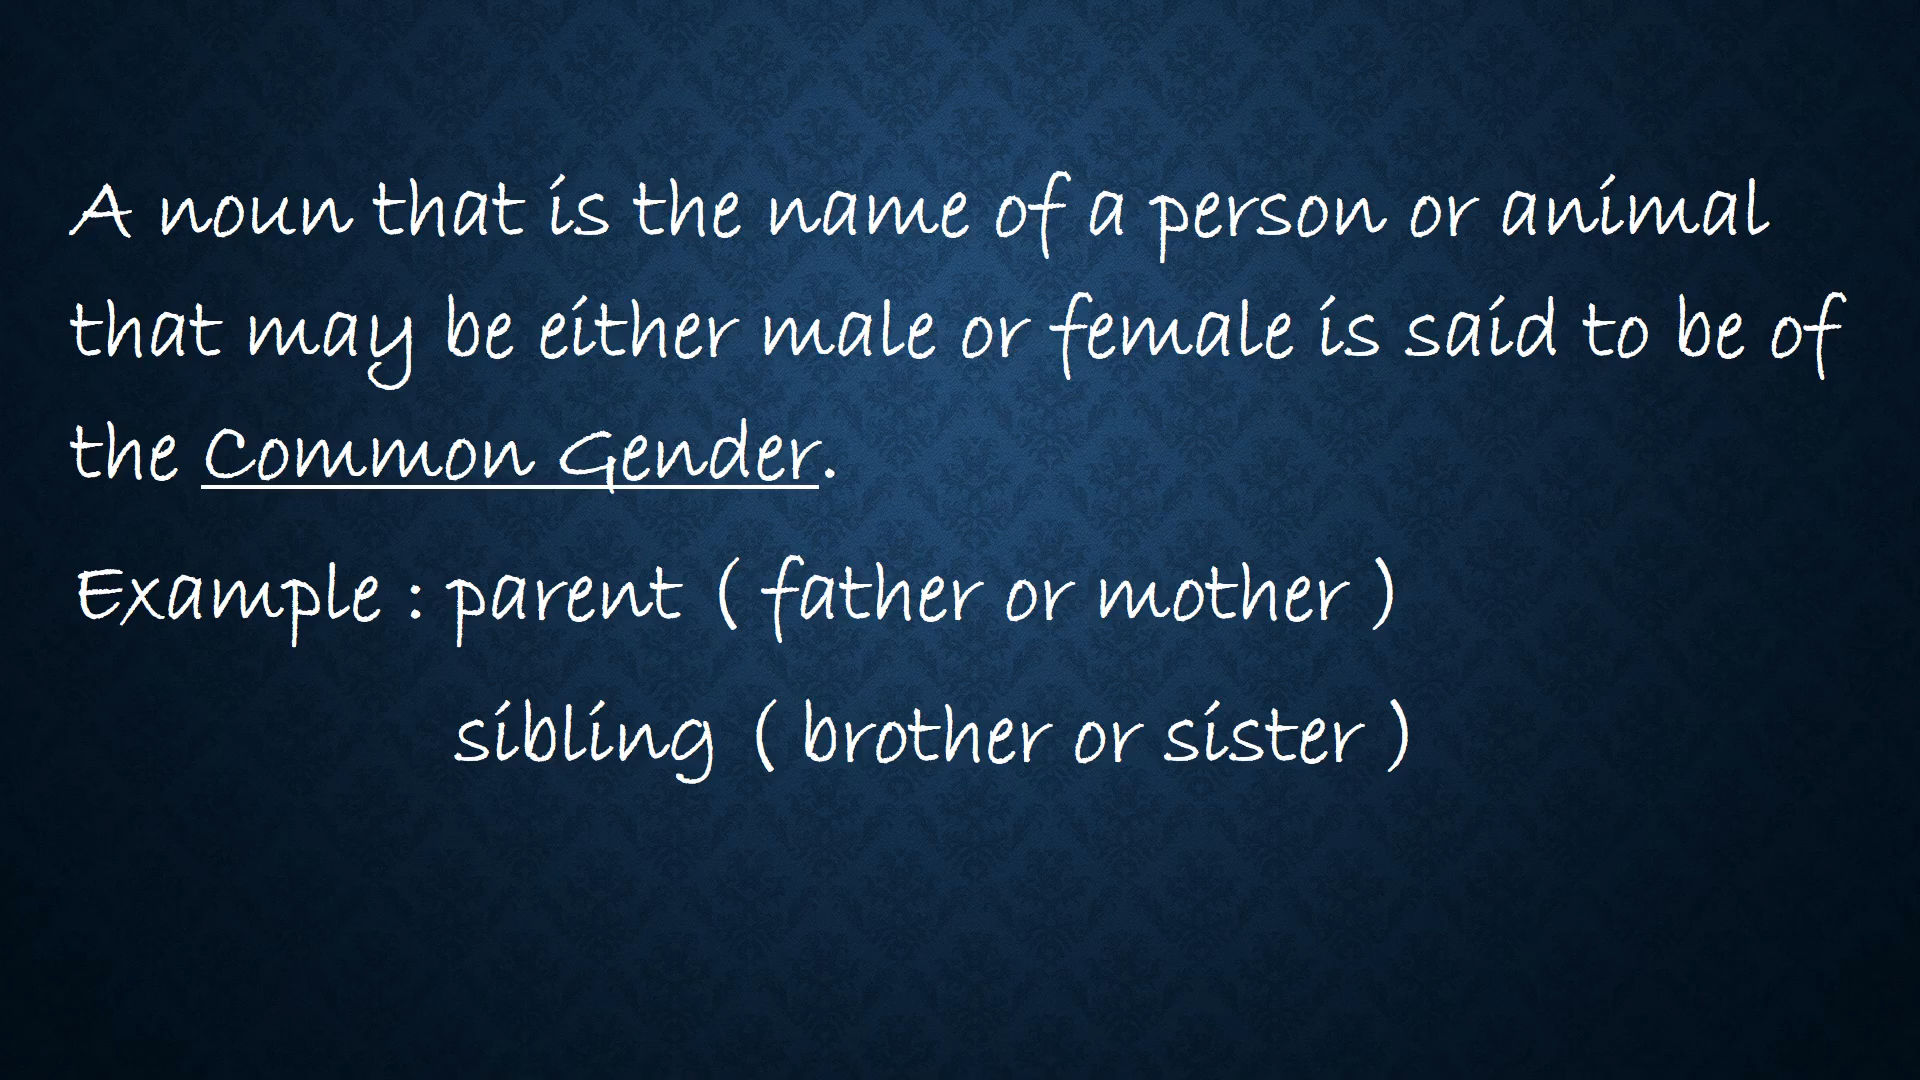 A noun that is the name of a person or animal
that may be either male or female is said to be of
the Common Gender.
Example : parent ( father or mother )
sibling ( brother or sister )